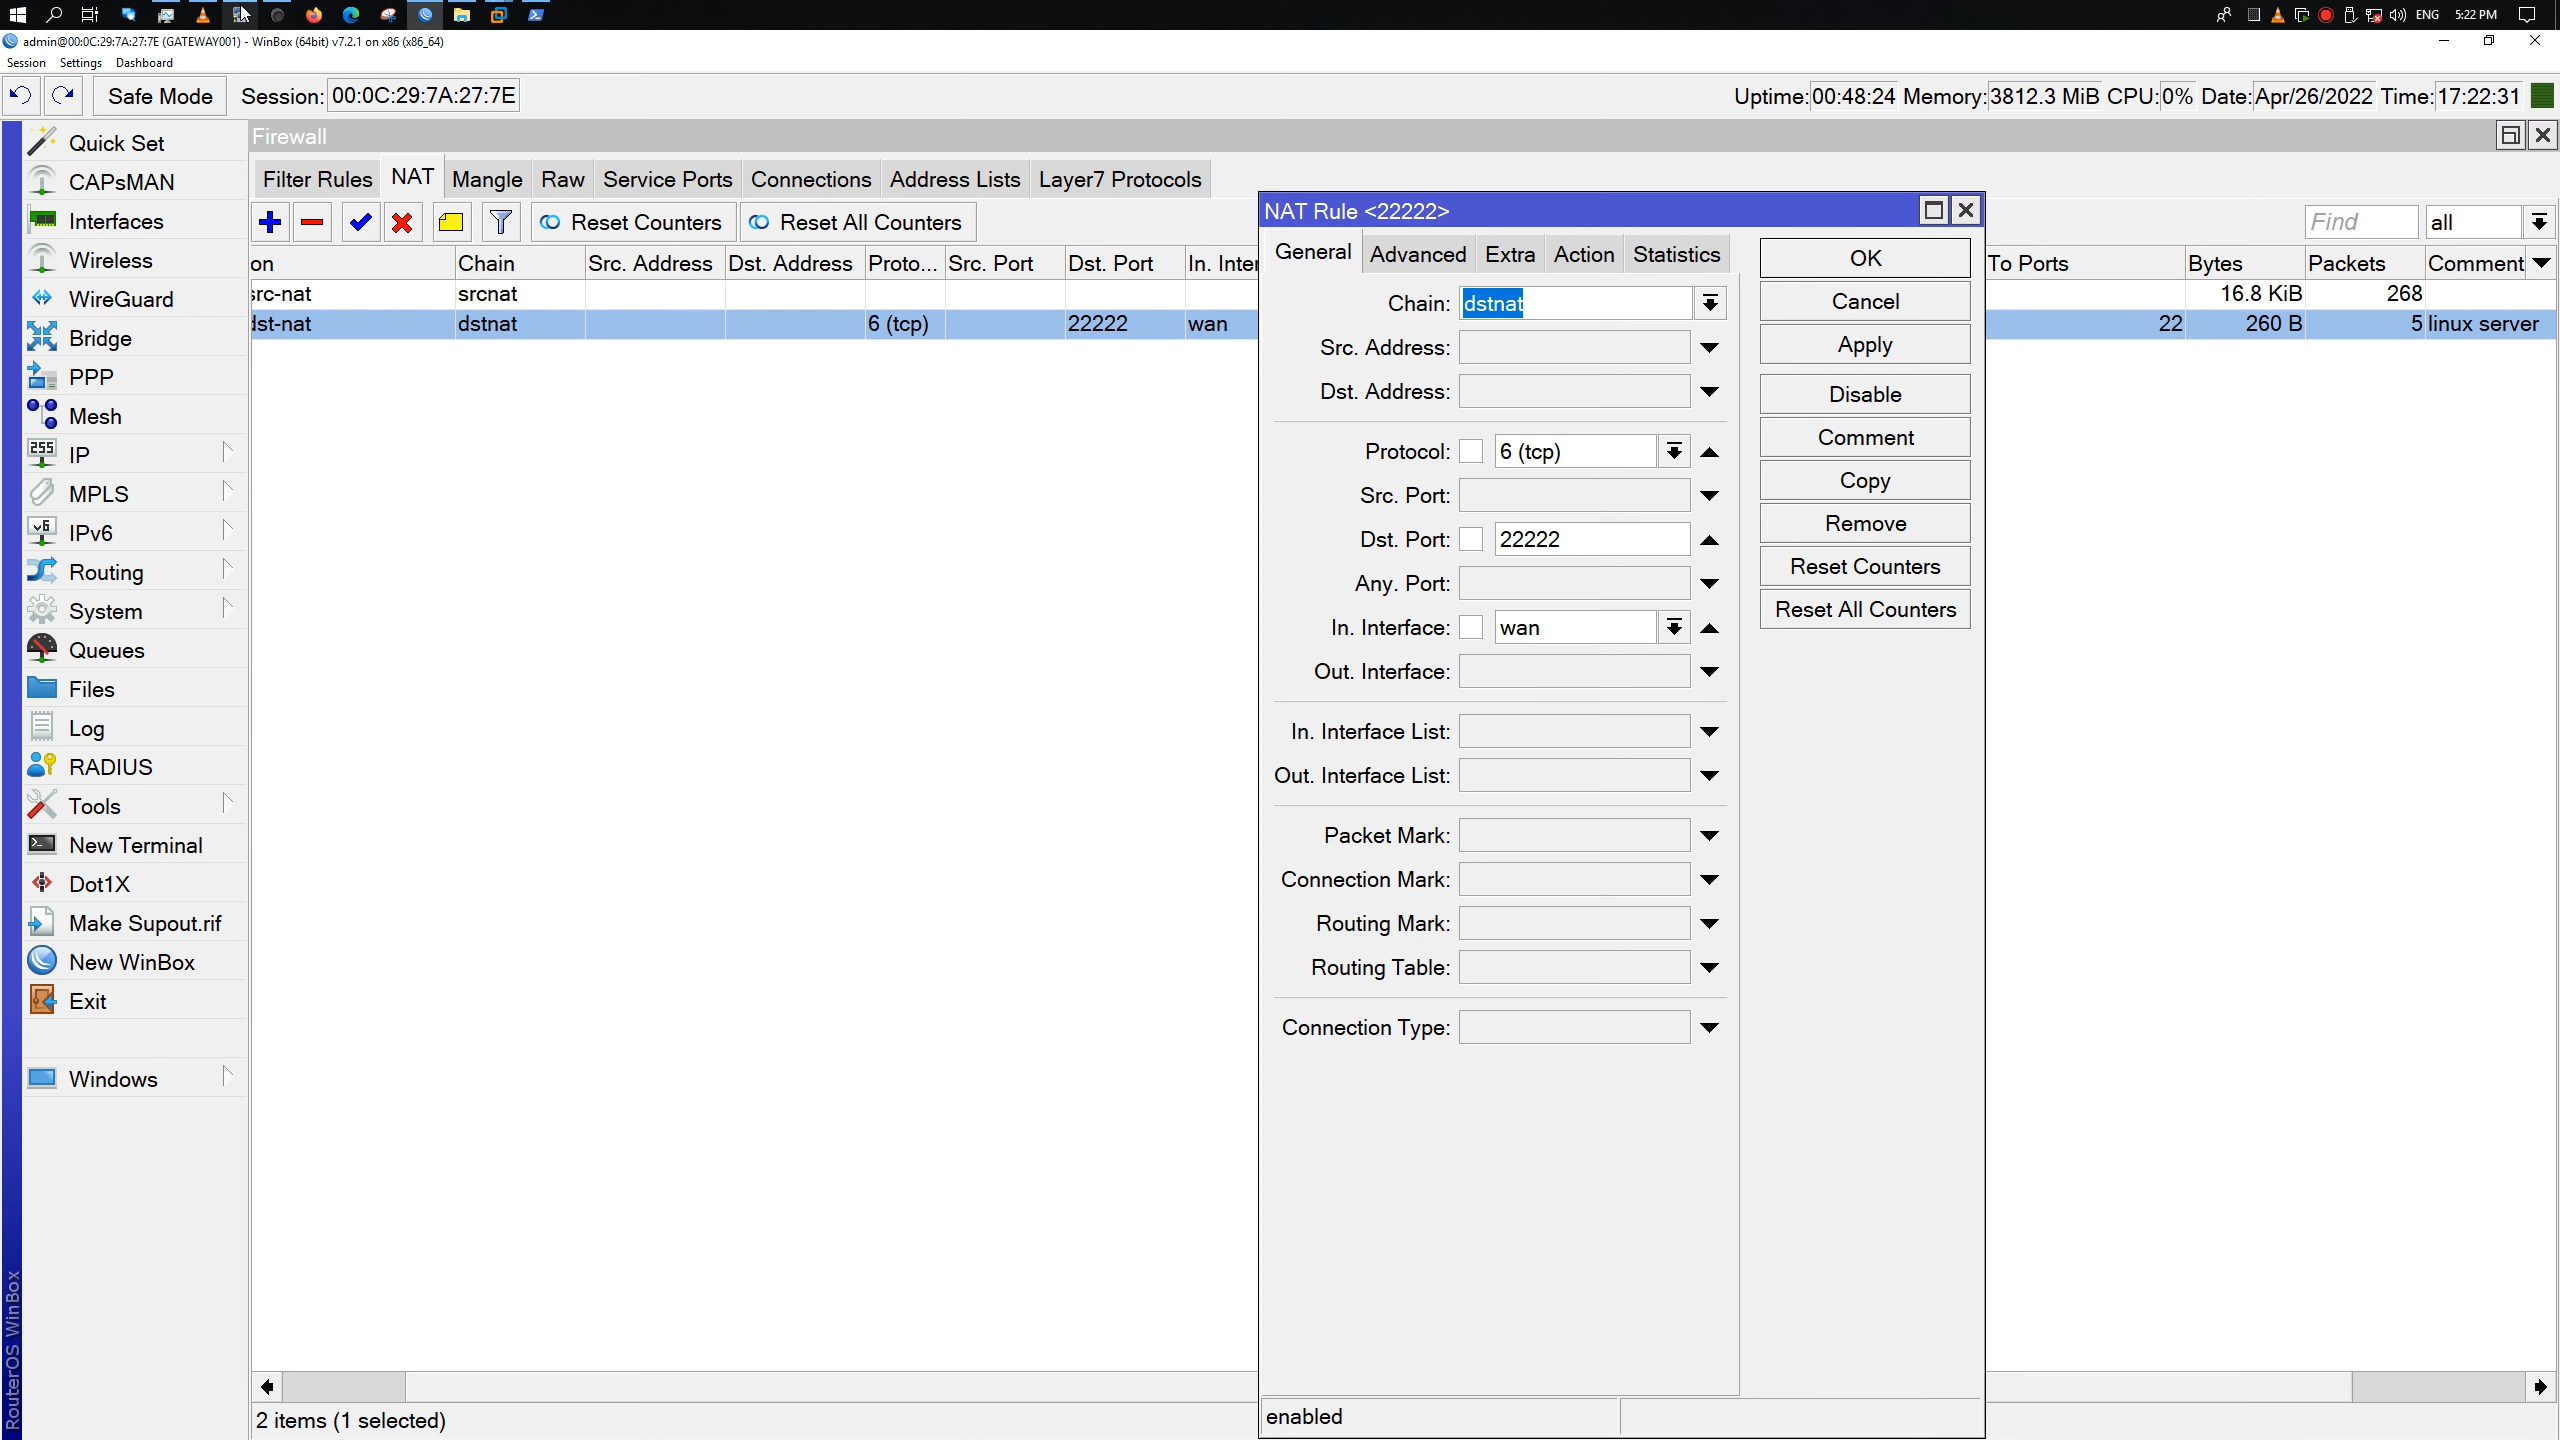 ENG 5:22 PM
admin@00:0C:29:7A:27:7E (GATEWAY001) - WinBox (64bit) v7.2.1 on x86 (x86_64)
Session Settings Dashboard
Safe Mode Session: 00:0C:29:7A:27:7E Uptime: 00:48:24 Memory: 3812.3 MiB CPU: 0% Date: Apr/26/2022 Time: 17:22:31
Quick Set
CAPsMAN
Interfaces
Wireless
WireGuard
Bridge
PPP
Mesh
255 IP
MPLS
v6 IPv6
Routing
System
Queues
Files
Log
RADIUS
Tools
New Terminal
Dot1X
Make Supout.rif
New WinBox
Exit
Windows
RouterOS WinBox
Firewall
Filter Rules NAT Mangle Raw Service Ports Connections Address Lists Layer7 Protocols
Reset Counters Reset All Counters Find all
on Chain Src. Address Dst. Address Proto... Src. Port Dst. Port In. Inter To Ports Bytes Packets Comment
src-nat srcnat 16.8 KiB 268
dst-nat dstnat 6 (tcp) 22222 wan 22 260 B 5 linux server
2 items (1 selected)
NAT Rule <22222>
General Advanced Extra Action Statistics
Chain: dstnat
Src. Address:
Dst. Address:
Protocol: 6 (tcp)
Src. Port:
Dst. Port: 22222
Any. Port:
In. Interface: wan
Out. Interface:
In. Interface List:
Out. Interface List:
Packet Mark:
Connection Mark:
Routing Mark:
Routing Table:
Connection Type:
OK
Cancel
Apply
Disable
Comment
Copy
Remove
Reset Counters
Reset All Counters
enabled